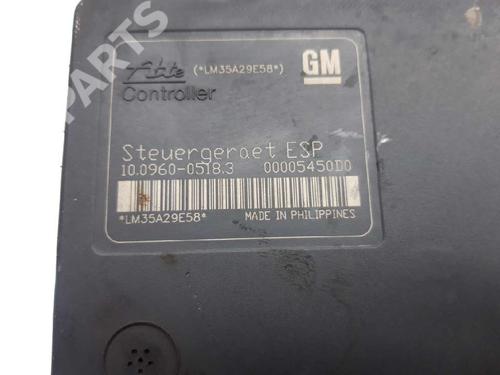 PARTS
Ate (*LM35A29E58*) GM
Controller
Steuergeraet ESP
10.0960-0518.3 00005450D0
*LM35A29E58* MADE IN PHILIPPINES